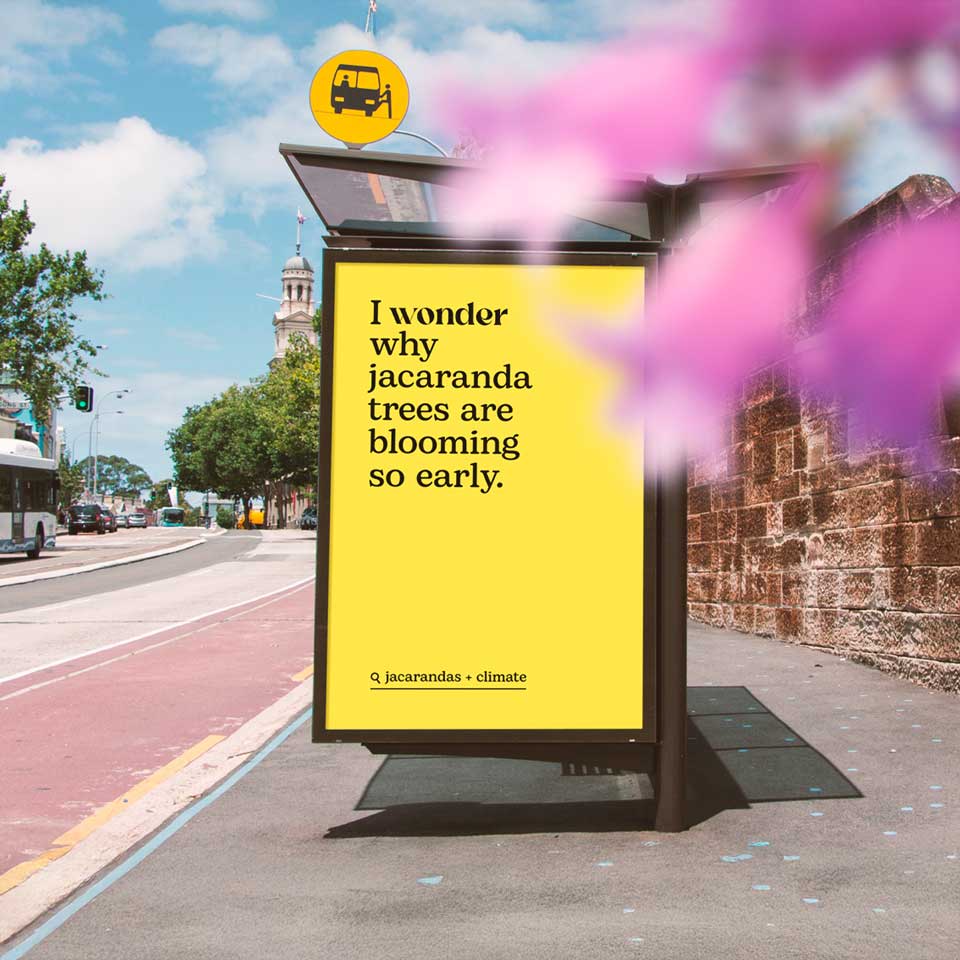 I wonder
why
jacaranda
trees are
blooming
so early.
jacarandas + climate